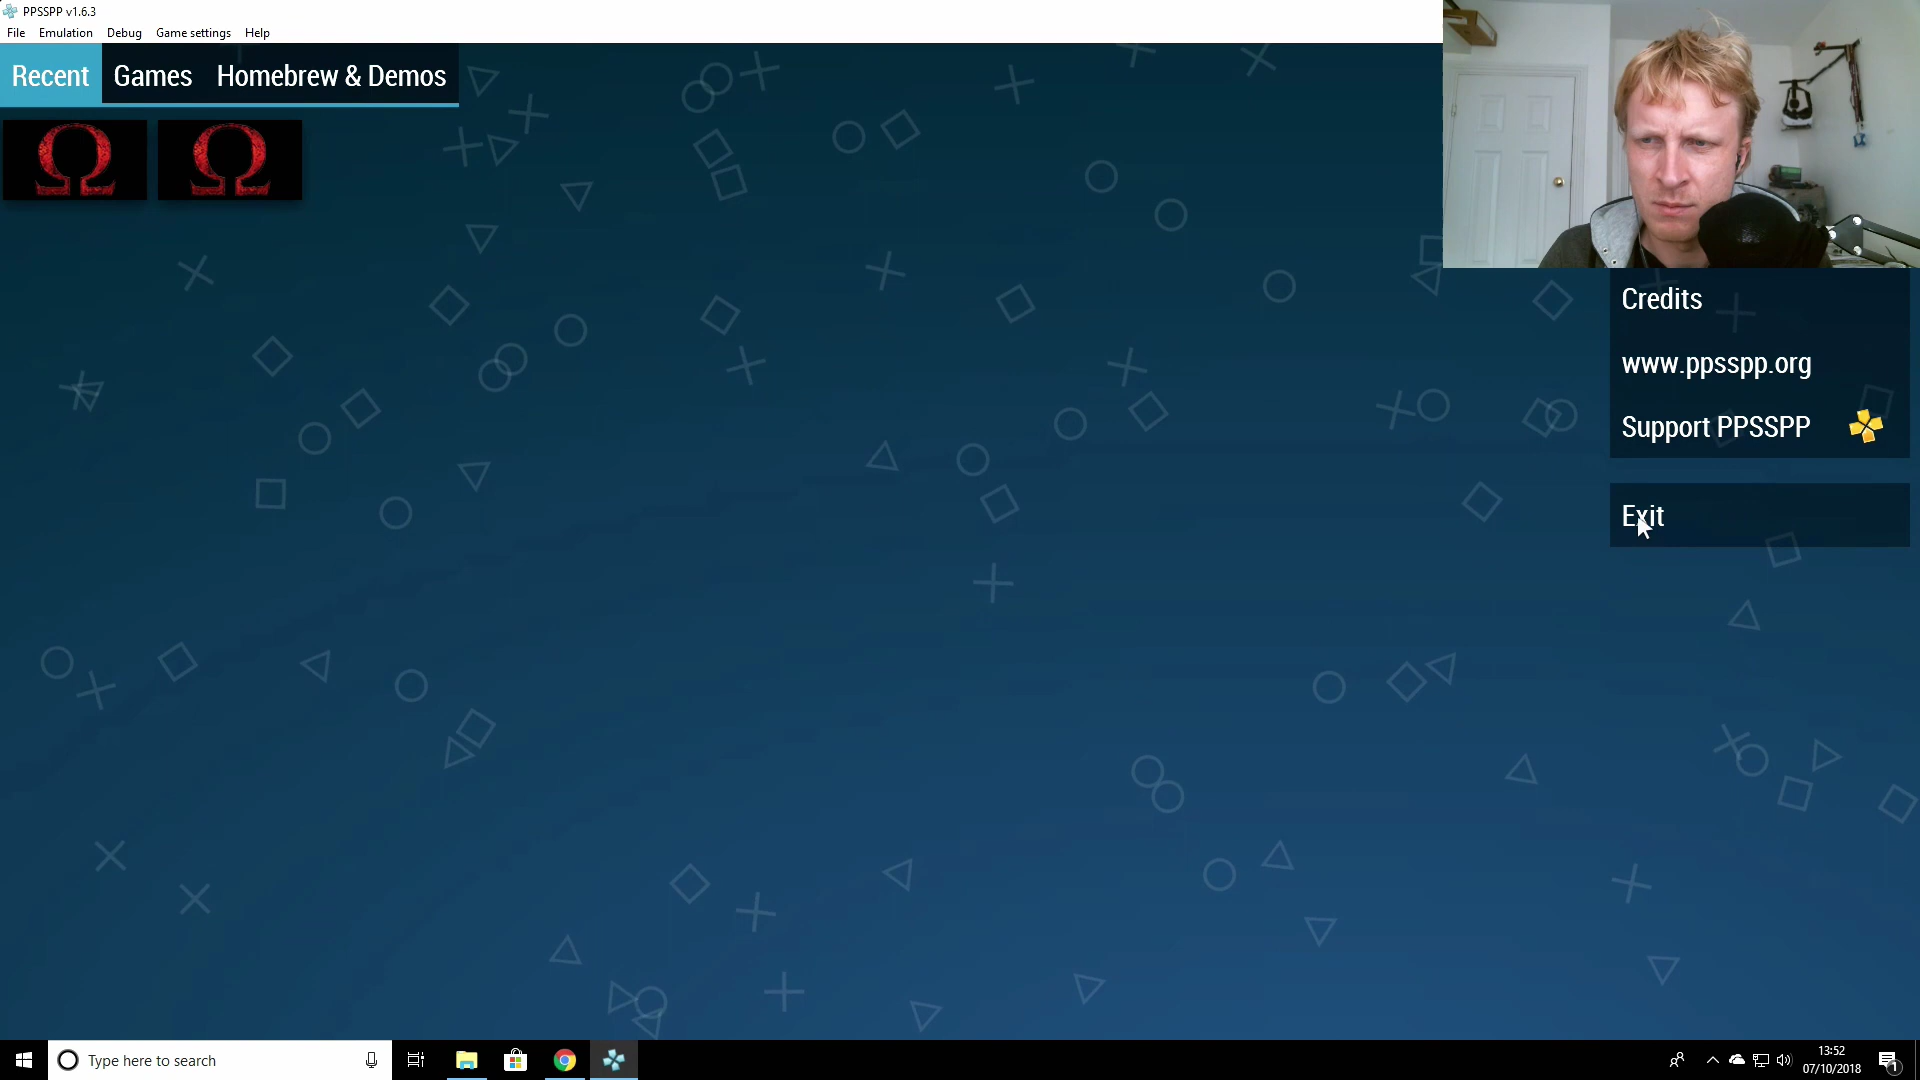 PPSSPP v1.6.3
File Emulation Debug Game settings Help
Recent Games Homebrew & Demos
Ω Ω
Credits
www.ppsspp.org
Support PPSSPP
Exit
Type here to search
13:52
07/10/2018
1